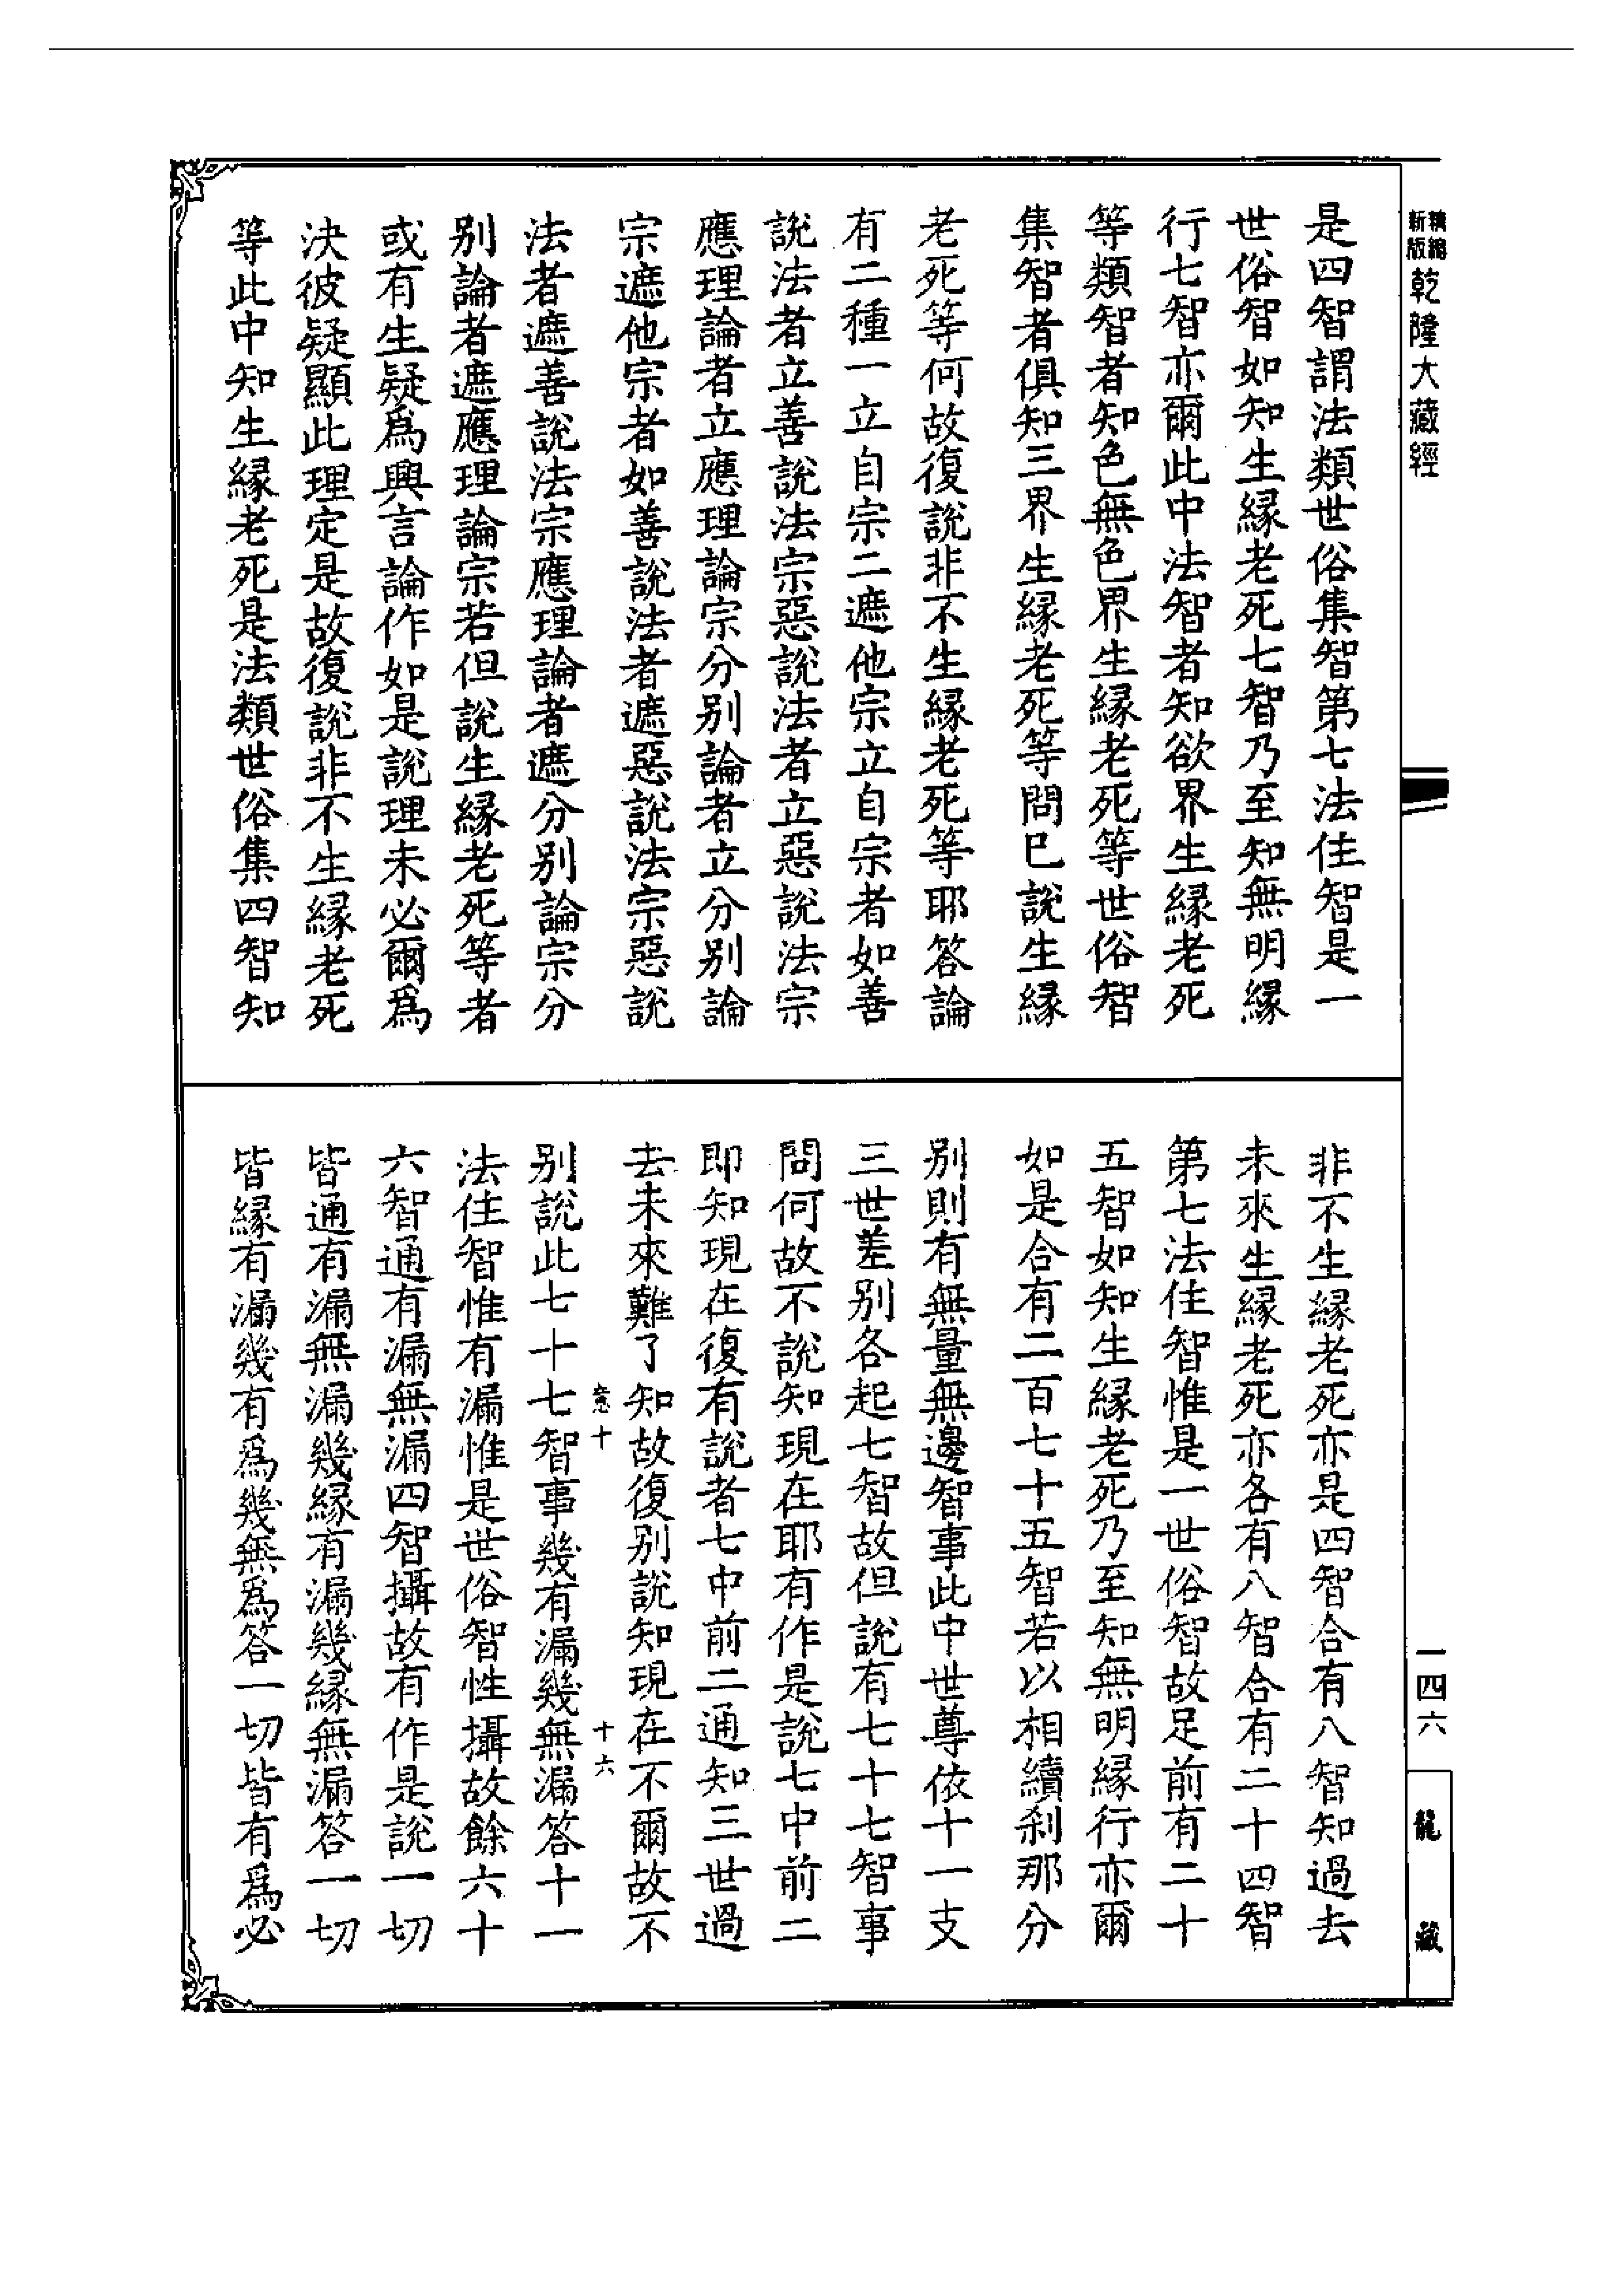 新版
精縮
乾隆大藏經
是四智謂法類世俗集智第七法住智是一
世俗智如知生緣老死七智乃至知無明緣
行七智亦爾此中法智者知欲界生緣老死
等類智者知色無色界生緣老死等世俗智
集智者俱知三界生緣老死等問巳說生緣
老死等何故復說非不生緣老死等耶答論
有二種一立自宗二遮他宗立自宗者如善
說法者立善說法宗惡說法者立惡說法宗
應理論者立應理論宗分别論者立分别論
宗遮他宗者如善說法者遮惡說法宗惡說
法者遮善說法宗應理論者遮分别論宗分
别論者遮應理論宗若但說生緣老死等者
或有生疑爲興言論作如是說理未必爾爲
決彼疑顯此理定是故復說非不生緣老死
等此中知生緣老死是法類世俗集四智知
非不生緣老死亦是四智合有八智知過去
未來生緣老死亦各有八智合有二十四智
第七法住智惟是一世俗智故足前有二十
五智如知生緣老死乃至知無明緣行亦爾
如是合有二百七十五智若以相續刹那分
别則有無量無邊智事此中世尊依十一支
三世差别各起七智故但說有七十七智事
問何故不說知現在耶有作是說七中前二
即知現在復有說者七中前二通知三世過
去未來難了知故復别說知現在不爾故不
十
十六
别說此七十七智事幾有漏幾無漏答十一
法住智惟有漏惟是世俗智性攝故餘六十
六智通有漏無漏四智攝故有作是說一切
皆通有漏無漏幾緣有漏幾緣無漏答一切
皆緣有漏幾有爲幾無爲答一切皆有爲必
一四六
龍藏